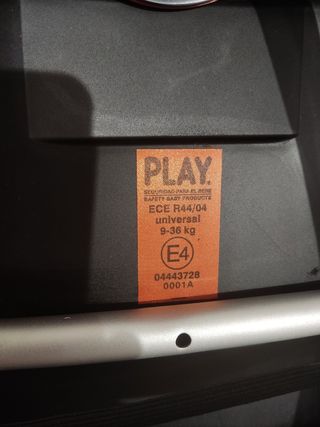 PLAY.
SEGURIDAD PARA EL BEBE
SAFETY BABY PRODUCTS
ECE R44/04
universal
9-36 kg
E4
04443728
0001A